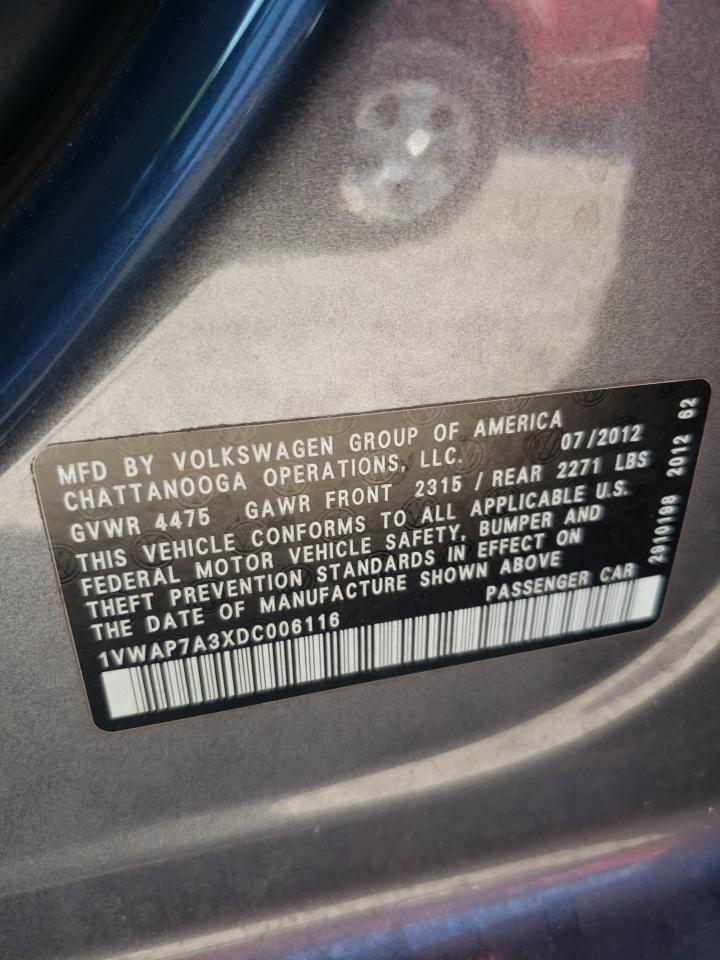 MFD BY VOLKSWAGEN GROUP OF AMERICA
CHATTANOOGA OPERATIONS, LLC. 07/2012
GVWR 4475 GAWR FRONT 2315 / REAR 2271 LBS
THIS VEHICLE CONFORMS TO ALL APPLICABLE U.S.
FEDERAL MOTOR VEHICLE SAFETY, BUMPER AND
THEFT PREVENTION STANDARDS IN EFFECT ON
THE DATE OF MANUFACTURE SHOWN ABOVE
1VWAP7A3XDC006116 PASSENGER CAR
2910198 2012 62